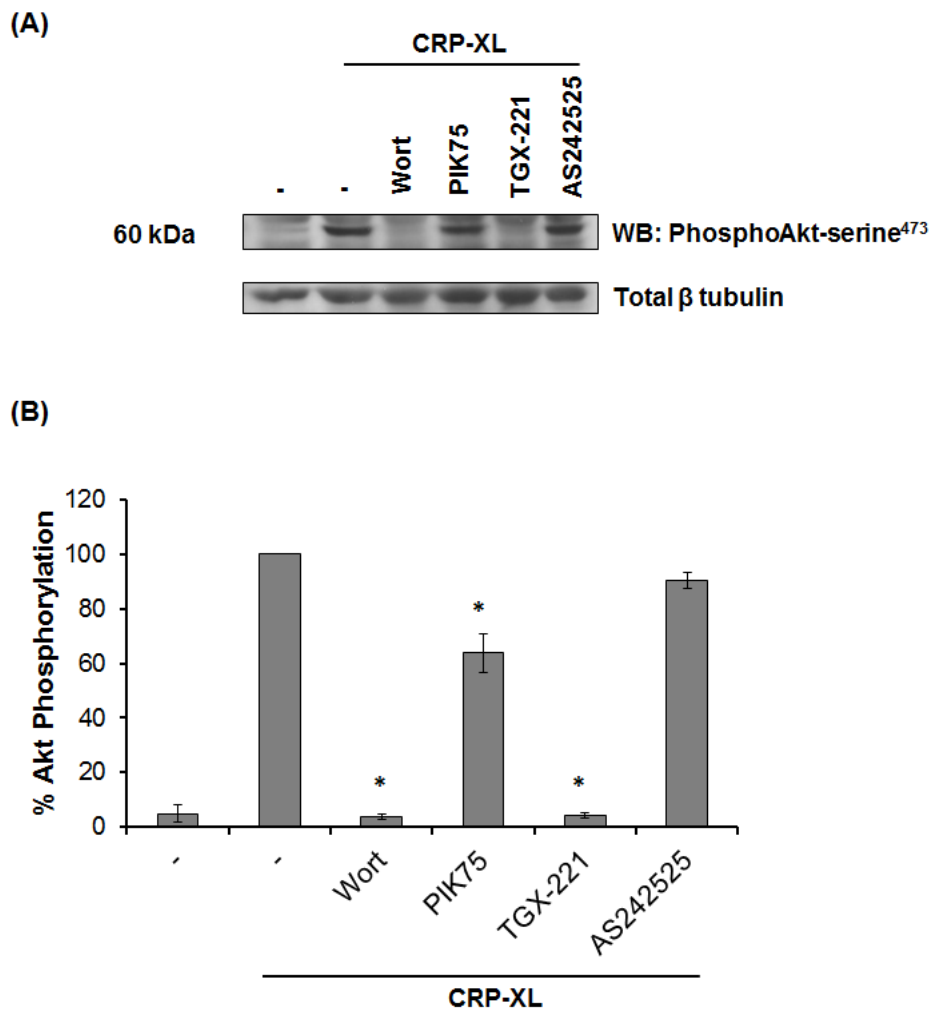 (A)
CRP-XL
- - Wort PIK75 TGX-221 AS242525
60 kDa WB: PhosphoAkt-serine⁴⁷³
Total β tubulin
(B)
% Akt Phosphorylation
120
100
80
60
40
20
0
* * *
- - Wort PIK75 TGX-221 AS242525
CRP-XL